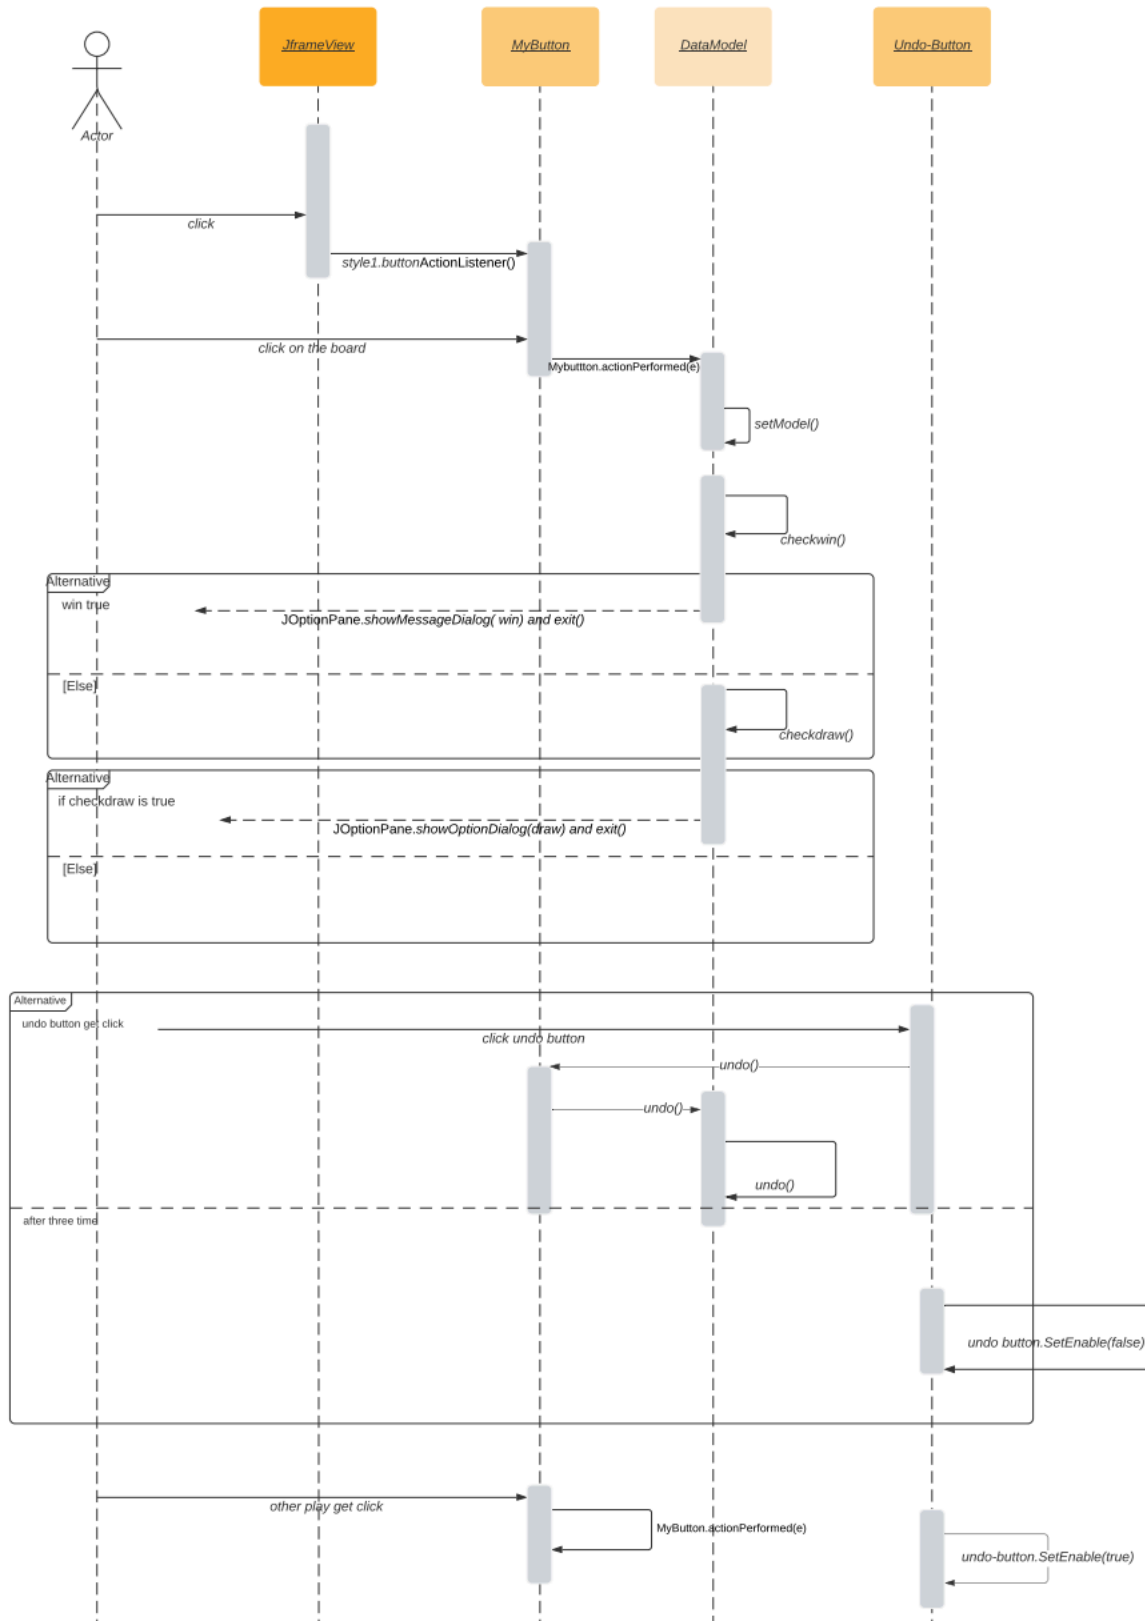 JframeView
MyButton
DataModel
Undo-Button
Actor
click
style1.buttonActionListener()
click on the board
Mybuttton.actionPerformed(e)
setModel()
checkwin()
Alternative
win true
JOptionPane.showMessageDialog( win) and exit()
[Else]
checkdraw()
Alternative
if checkdraw is true
JOptionPane.showOptionDialog(draw) and exit()
[Else]
Alternative
undo button get click
click undo button
undo()
undo()
undo()
after three time
undo button.SetEnable(false)
other play get click
MyButton.actionPerformed(e)
undo-button.SetEnable(true)